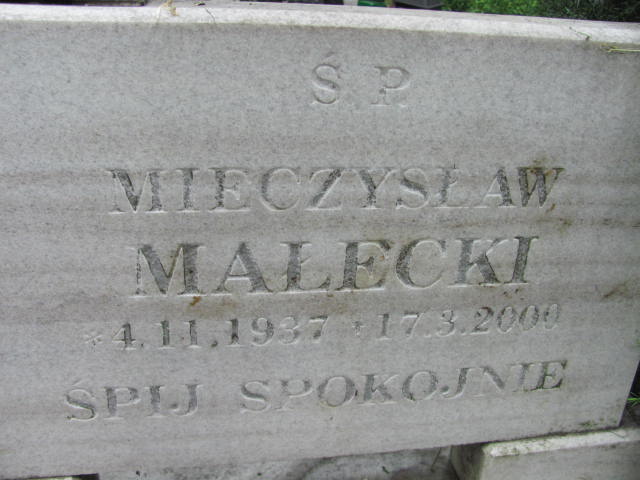 Ś P.
MIECZYSŁAW
MAŁECKI
*4.11.1937 †17.3.2000
ŚPIJ SPOKOJNIE